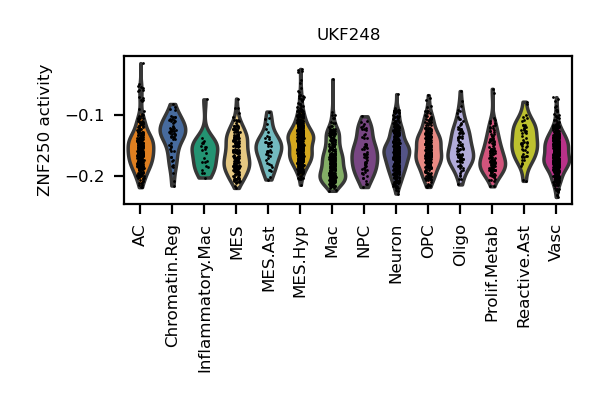 UKF248
ZNF250 activity
−0.1
−0.2
AC
Chromatin.Reg
Inflammatory.Mac
MES
MES.Ast
MES.Hyp
Mac
NPC
Neuron
OPC
Oligo
Prolif.Metab
Reactive.Ast
Vasc